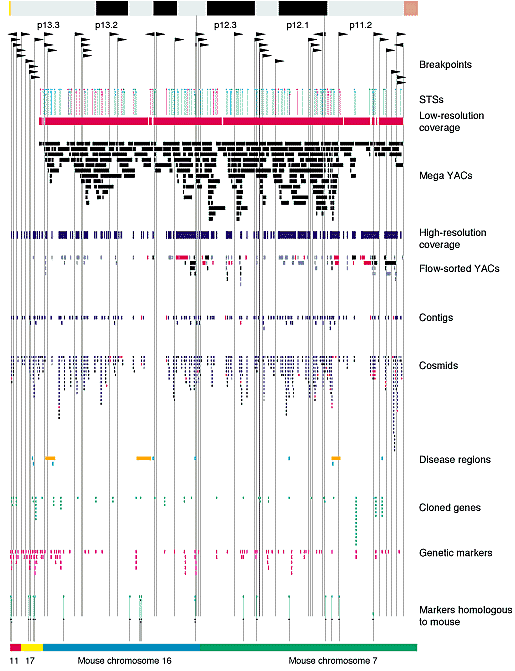 p13.3 p13.2 p12.3 p12.1 p11.2
Breakpoints
STSs
Low-resolution
coverage
Mega YACs
High-resolution
coverage
Flow-sorted YACs
Contigs
Cosmids
Disease regions
Cloned genes
Genetic markers
Markers homologous
to mouse
11 17 Mouse chromosome 16 Mouse chromosome 7